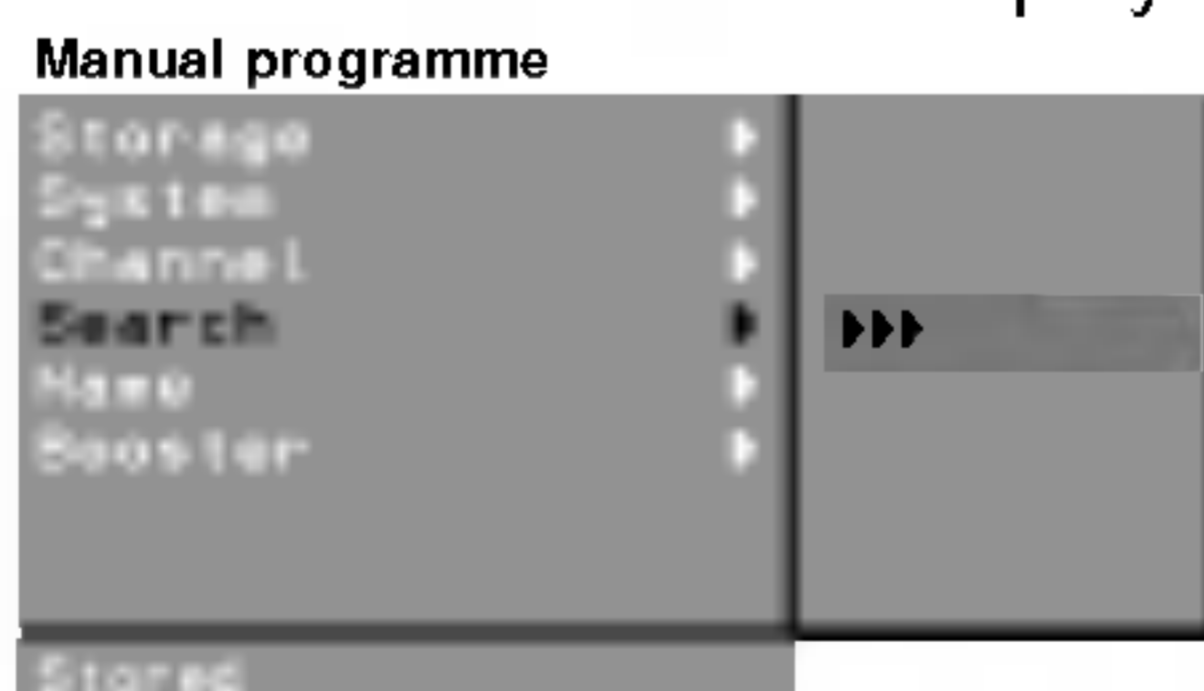 Manual programme
Storage
System
Channel
Search
Name
Booster
Stored